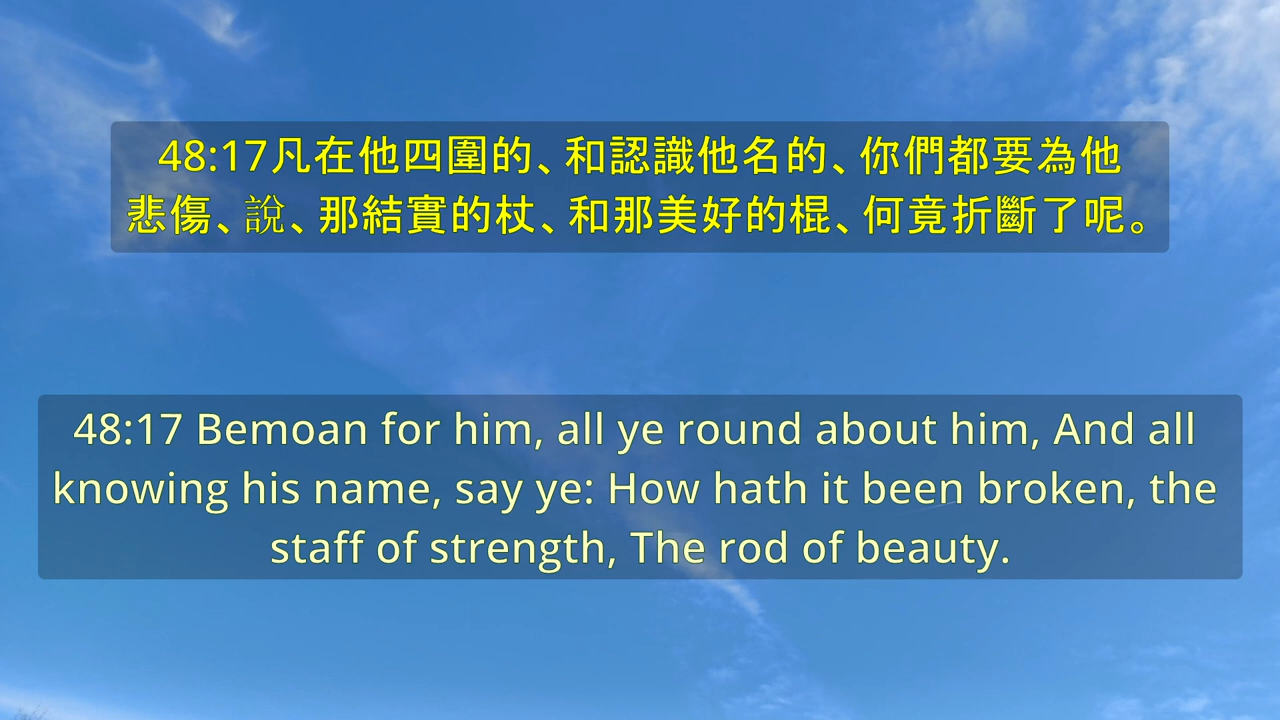 48:17凡在他四圍的、和認識他名的、你們都要為他
悲傷、說、那結實的杖、和那美好的棍、何竟折斷了呢。
48:17 Bemoan for him, all ye round about him, And all
knowing his name, say ye: How hath it been broken, the
staff of strength, The rod of beauty.